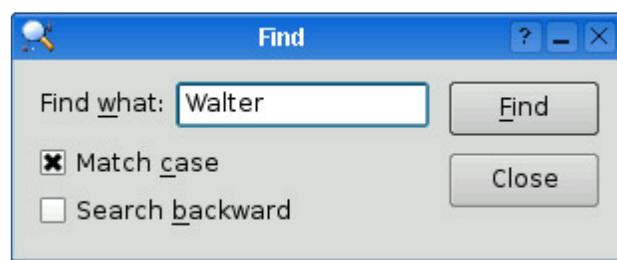 Find
Find what: Walter
Find
Match case
Close
Search backward